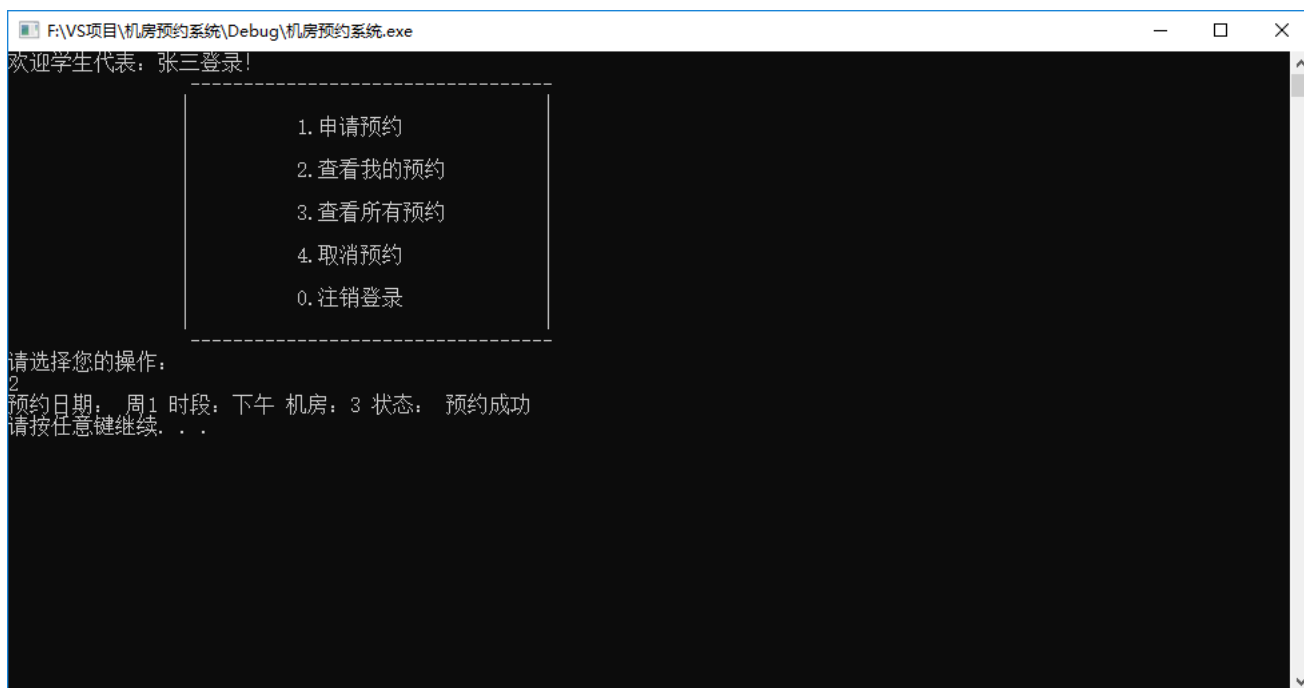 F:\VS项目\机房预约系统\Debug\机房预约系统.exe
欢迎学生代表：张三登录！
----------------------------------
1.申请预约
2.查看我的预约
3.查看所有预约
4.取消预约
0.注销登录
----------------------------------
请选择您的操作：
2
预约日期： 周1 时段：下午 机房：3 状态： 预约成功
请按任意键继续. . .